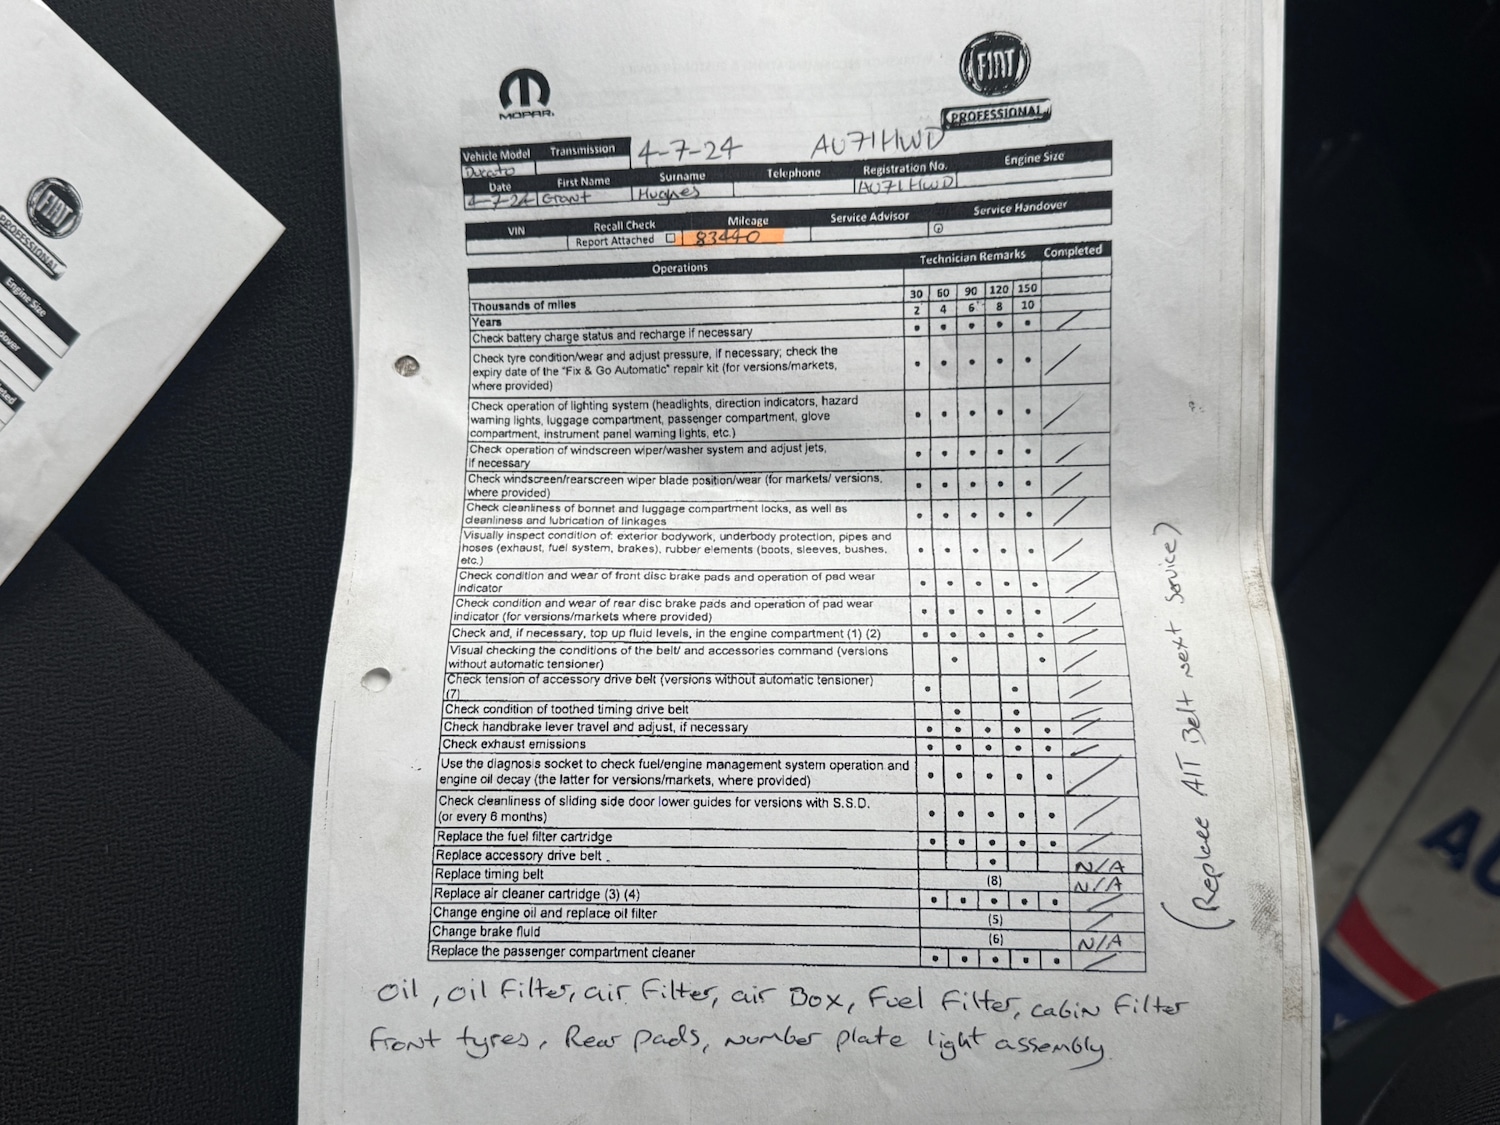 FIAT
PROFESSIONAL
Engine Size
MOPAR
FIAT
PROFESSIONAL
4-7-24 AU71HWD
Vehicle Model Transmission
Ducato
Date First Name Surname Telephone Registration No. Engine Size
4-7-24 Grant Hughes AU71HWD
VIN Recall Check Mileage Service Advisor Service Handover
Report Attached 83440
Operations Technician Remarks Completed
Thousands of miles 30 60 90 120 150
Years 2 4 6 8 10
Check battery charge status and recharge if necessary
Check tyre condition/wear and adjust pressure, if necessary; check the
expiry date of the "Fix & Go Automatic" repair kit (for versions/markets,
where provided)
Check operation of lighting system (headlights, direction indicators, hazard
warning lights, luggage compartment, passenger compartment, glove
compartment, instrument panel warning lights, etc.)
Check operation of windscreen wiper/washer system and adjust jets,
if necessary
Check windscreen/rearscreen wiper blade position/wear (for markets/ versions,
where provided)
Check cleanliness of bonnet and luggage compartment locks, as well as
cleanliness and lubrication of linkages
Visually inspect condition of: exterior bodywork, underbody protection, pipes and
hoses (exhaust, fuel system, brakes), rubber elements (boots, sleeves, bushes,
etc.)
Check condition and wear of front disc brake pads and operation of pad wear
indicator
Check condition and wear of rear disc brake pads and operation of pad wear
indicator (for versions/markets where provided)
Check and, if necessary, top up fluid levels, in the engine compartment (1) (2)
Visual checking the conditions of the belt/ and accessories command (versions
without automatic tensioner)
Check tension of accessory drive belt (versions without automatic tensioner)
(7)
Check condition of toothed timing drive belt
Check handbrake lever travel and adjust, if necessary
Check exhaust emissions
Use the diagnosis socket to check fuel/engine management system operation and
engine oil decay (the latter for versions/markets, where provided)
Check cleanliness of sliding side door lower guides for versions with S.S.D.
(or every 6 months)
Replace the fuel filter cartridge
Replace accessory drive belt N/A
Replace timing belt (8) N/A
Replace air cleaner cartridge (3) (4)
Change engine oil and replace oil filter (5)
Change brake fluid (6) N/A
Replace the passenger compartment cleaner
Oil, oil filter, air filter, air Box, Fuel Filter, cabin filter
Front tyres, Rear pads, number plate light assembly
(Replace AIT Belt next Service)